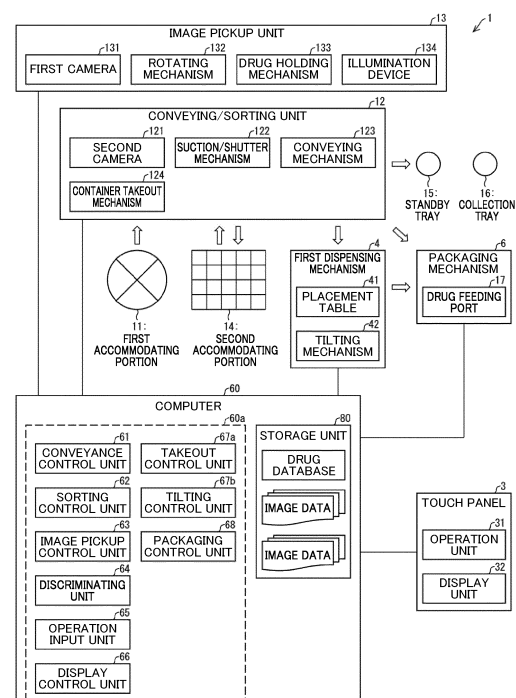 13
1
IMAGE PICKUP UNIT
131
132
133
134
FIRST CAMERA
ROTATING
MECHANISM
DRUG HOLDING
MECHANISM
ILLUMINATION
DEVICE
12
CONVEYING/SORTING UNIT
121
122
123
SECOND
CAMERA
SUCTION/SHUTTER
MECHANISM
CONVEYING
MECHANISM
124
CONTAINER TAKEOUT
MECHANISM
15:
STANDBY
TRAY
16:
COLLECTION
TRAY
4
FIRST DISPENSING
MECHANISM
41
PLACEMENT
TABLE
42
TILTING
MECHANISM
6
PACKAGING
MECHANISM
17
DRUG FEEDING
PORT
11:
FIRST
ACCOMMODATING
PORTION
14:
SECOND
ACCOMMODATING
PORTION
60
COMPUTER
60a
61
CONVEYANCE
CONTROL UNIT
67a
TAKEOUT
CONTROL UNIT
62
SORTING
CONTROL UNIT
67b
TILTING
CONTROL UNIT
63
IMAGE PICKUP
CONTROL UNIT
68
PACKAGING
CONTROL UNIT
64
DISCRIMINATING
UNIT
65
OPERATION
INPUT UNIT
66
DISPLAY
CONTROL UNIT
80
STORAGE UNIT
DRUG
DATABASE
IMAGE DATA
IMAGE DATA
3
TOUCH PANEL
31
OPERATION
UNIT
32
DISPLAY
UNIT